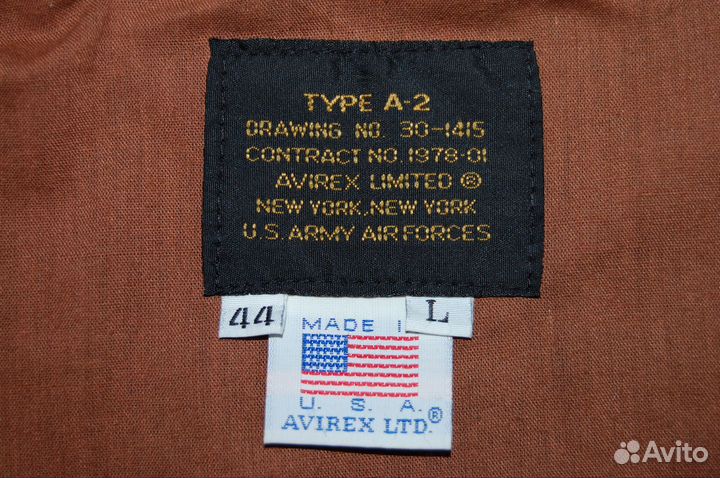 TYPE A-2
DRAWING NO. 30-1415
CONTRACT NO. 1978-01
AVIREX LIMITED ®
NEW YORK, NEW YORK
U.S. ARMY AIR FORCES
44
L
MADE I
U. S. A.
AVIREX LTD.®
Avito